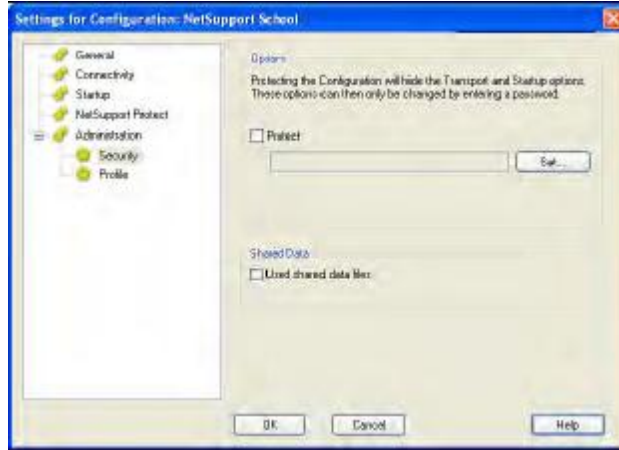 Settings for Configuration: NetSupport School
General
Connectivity
Startup
NetSupport Protect
Administration
Security
Profile
Options
Protecting the Configuration will hide the Transport and Startup options.
These options can then only be changed by entering a password.
Protect
Set...
Shared Data
Used shared data files
OK
Cancel
Help